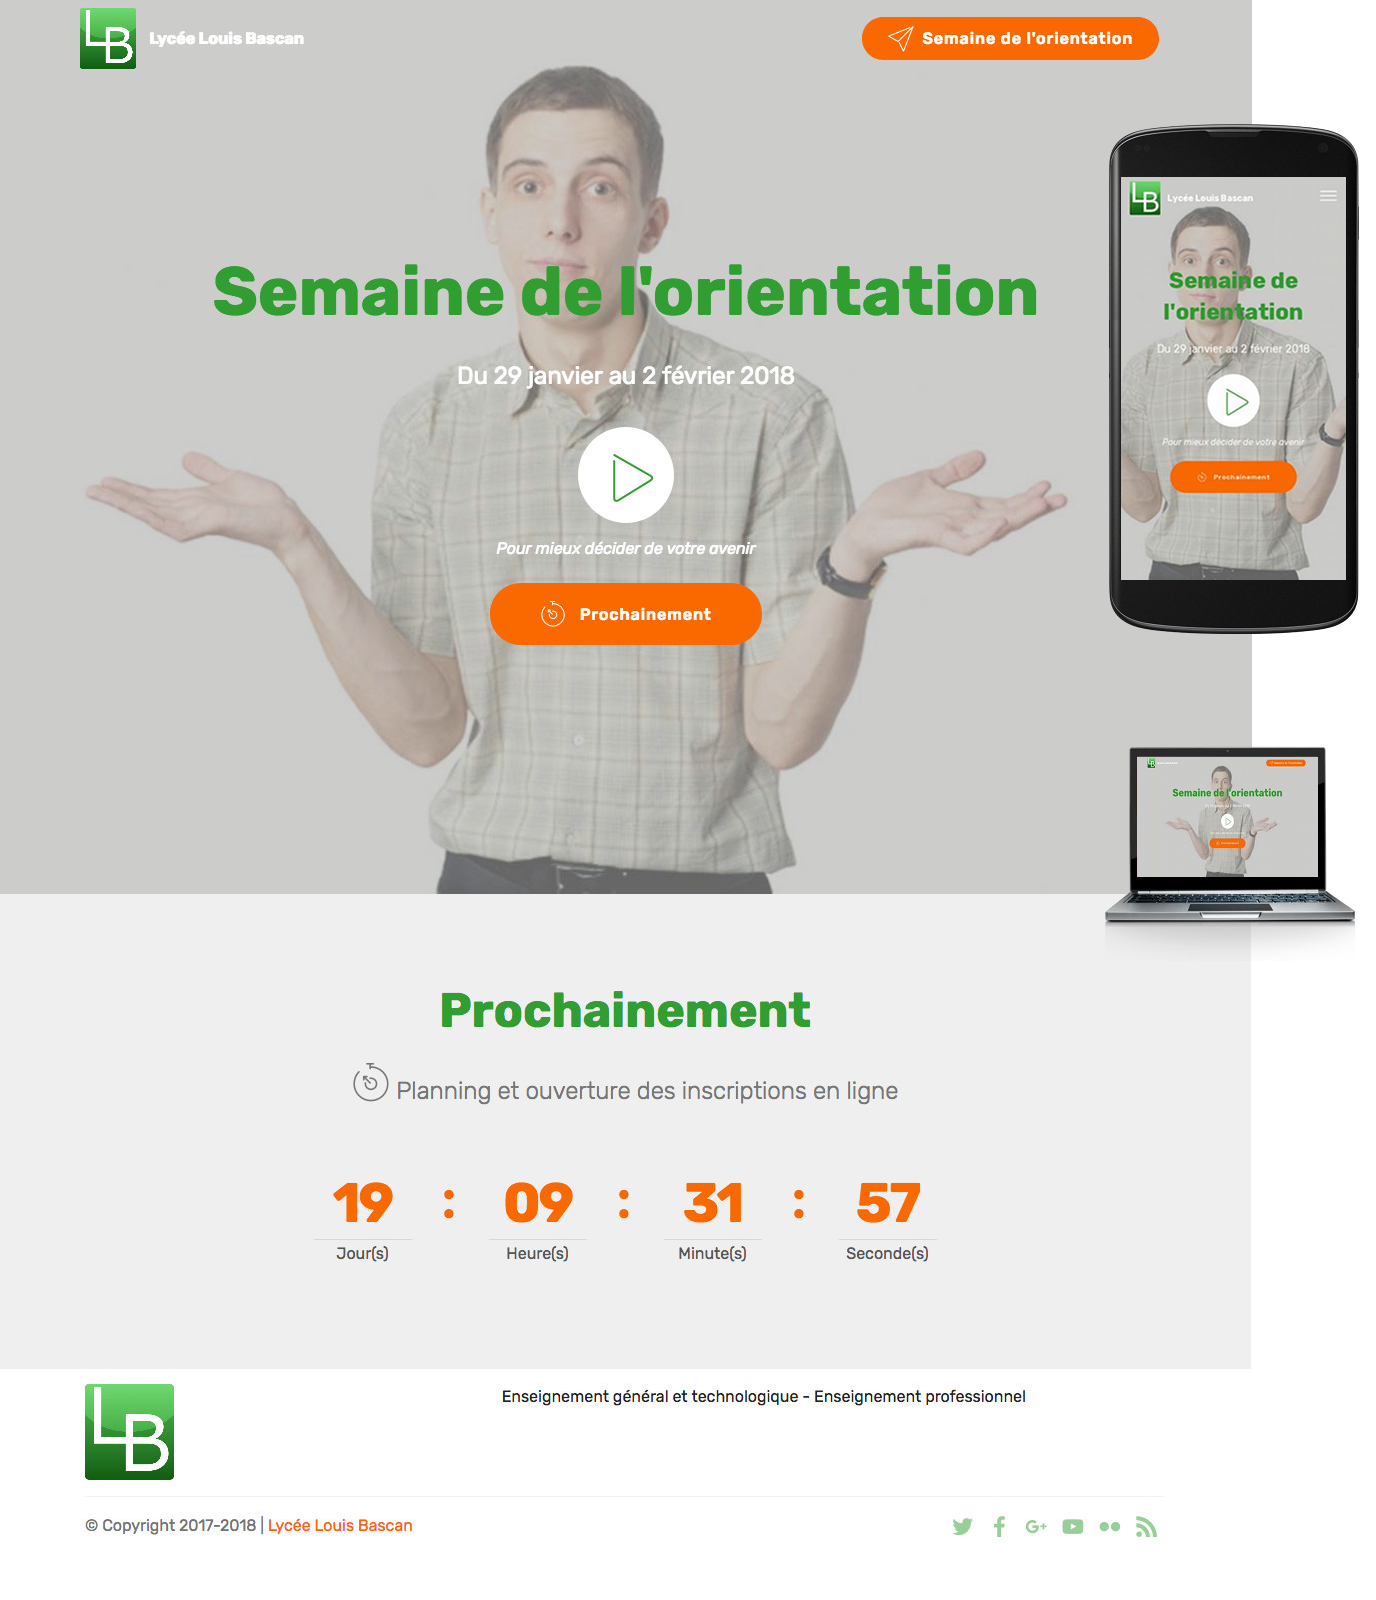 LB
Lycée Louis Bascan
Semaine de l'orientation
Semaine de l'orientation
Du 29 janvier au 2 février 2018
Pour mieux décider de votre avenir
Prochainement
LB
Lycée Louis Bascan
Semaine de
l'orientation
Du 29 janvier au 2 février 2018
Pour mieux décider de votre avenir
Prochainement
LB
Semaine de l'orientation
Prochainement
Planning et ouverture des inscriptions en ligne
19 : 09 : 31 : 57
Jour(s) Heure(s) Minute(s) Seconde(s)
LB
Enseignement général et technologique - Enseignement professionnel
© Copyright 2017-2018 | Lycée Louis Bascan